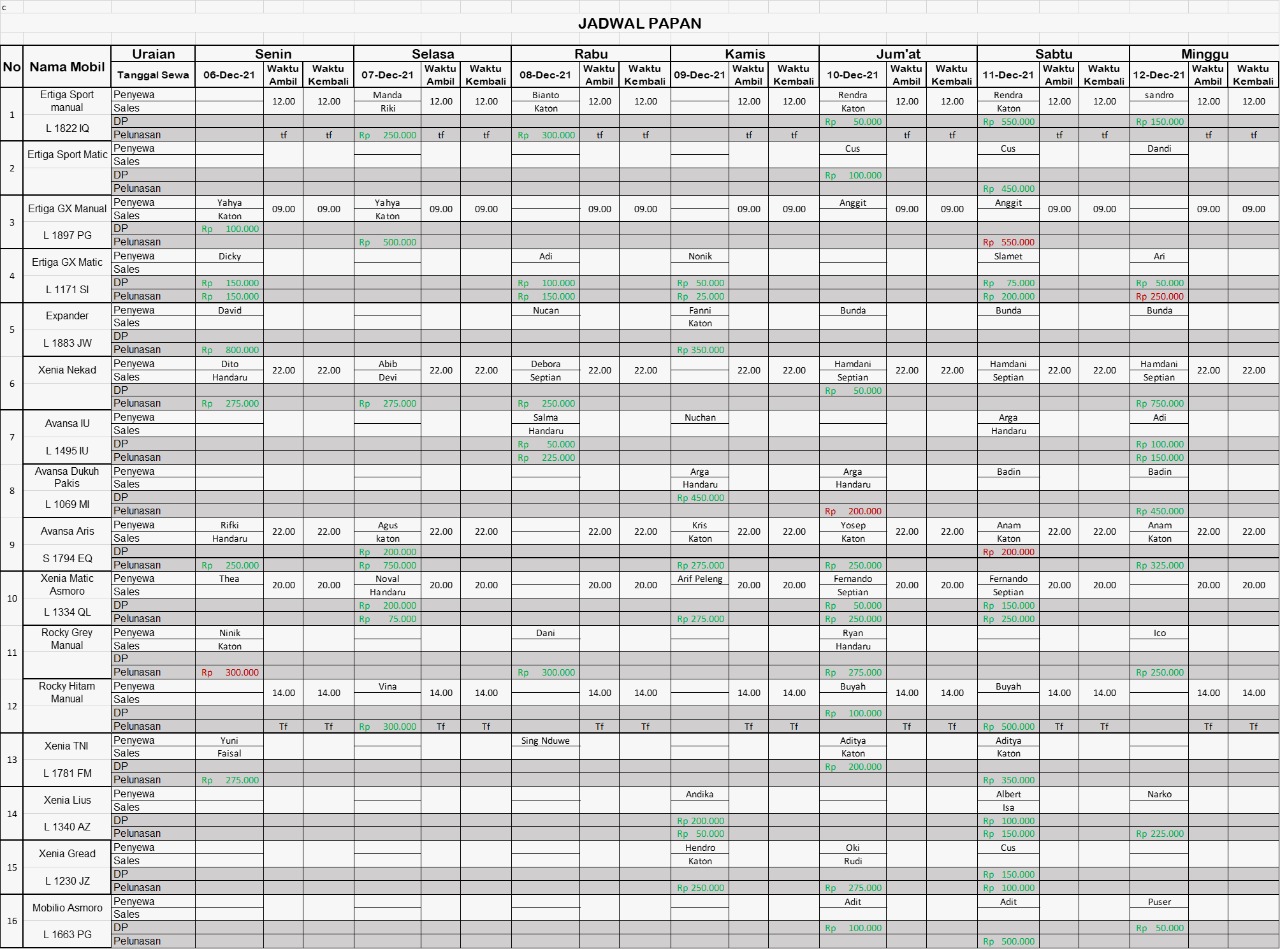 c
JADWAL PAPAN
No Nama Mobil Uraian Senin Selasa Rabu Kamis Jum'at Sabtu Minggu
Tanggal Sewa 06-Dec-21 Waktu Ambil Waktu Kembali 07-Dec-21 Waktu Ambil Waktu Kembali 08-Dec-21 Waktu Ambil Waktu Kembali 09-Dec-21 Waktu Ambil Waktu Kembali 10-Dec-21 Waktu Ambil Waktu Kembali 11-Dec-21 Waktu Ambil Waktu Kembali 12-Dec-21 Waktu Ambil Waktu Kembali
1 Ertiga Sport manual Penyewa 12.00 12.00 Manda 12.00 12.00 Bianto 12.00 12.00 12.00 12.00 Rendra 12.00 12.00 Rendra 12.00 12.00 sandro 12.00 12.00
Sales Riki Katon Katon Katon
L 1822 IQ DP Rp 50.000 Rp 550.000 Rp 150.000
Pelunasan tf tf Rp 250.000 tf tf Rp 300.000 tf tf tf tf tf tf tf tf tf tf
2 Ertiga Sport Matic Penyewa Cus Cus Dandi
Sales
DP Rp 100.000
Pelunasan Rp 450.000
3 Ertiga GX Manual Penyewa Yahya 09.00 09.00 Yahya 09.00 09.00 09.00 09.00 09.00 09.00 Anggit 09.00 09.00 Anggit 09.00 09.00 09.00 09.00
Sales Katon Katon
L 1897 PG DP Rp 100.000
Pelunasan Rp 500.000 Rp 550.000
4 Ertiga GX Matic Penyewa Dicky Adi Nonik Slamet Ari
Sales
L 1171 SI DP Rp 150.000 Rp 100.000 Rp 50.000 Rp 75.000 Rp 50.000
Pelunasan Rp 150.000 Rp 150.000 Rp 25.000 Rp 200.000 Rp 250.000
5 Expander Penyewa David Nucan Fanni Bunda Bunda Bunda
Sales Katon
L 1883 JW DP
Pelunasan Rp 800.000 Rp 350.000
6 Xenia Nekad Penyewa Dito 22.00 22.00 Abib 22.00 22.00 Debora 22.00 22.00 22.00 22.00 Hamdani 22.00 22.00 Hamdani 22.00 22.00 Hamdani 22.00 22.00
Sales Handaru Devi Septian Septian Septian Septian
DP Rp 50.000
Pelunasan Rp 275.000 Rp 275.000 Rp 250.000 Rp 750.000
7 Avansa IU Penyewa Salma Nuchan Arga Adi
Sales Handaru Handaru
L 1495 IU DP Rp 50.000 Rp 100.000
Pelunasan Rp 225.000 Rp 150.000
8 Avansa Dukuh Pakis Penyewa Arga Arga Badin Badin
Sales Handaru Handaru
L 1069 MI DP Rp 450.000
Pelunasan Rp 200.000 Rp 450.000
9 Avansa Aris Penyewa Rifki 22.00 22.00 Agus 22.00 22.00 22.00 22.00 Kris 22.00 22.00 Yosep 22.00 22.00 Anam 22.00 22.00 Anam 22.00 22.00
Sales Handaru katon Katon Katon Katon Katon
S 1794 EQ DP Rp 200.000 Rp 200.000
Pelunasan Rp 250.000 Rp 750.000 Rp 275.000 Rp 250.000 Rp 325.000
10 Xenia Matic Asmoro Penyewa Thea 20.00 20.00 Noval 20.00 20.00 20.00 20.00 Arif Peleng 20.00 20.00 Fernando 20.00 20.00 Fernando 20.00 20.00 20.00 20.00
Sales Handaru Septian Septian
L 1334 QL DP Rp 200.000 Rp 50.000 Rp 150.000
Pelunasan Rp 75.000 Rp 275.000 Rp 250.000 Rp 250.000
11 Rocky Grey Manual Penyewa Ninik Dani Ryan Ico
Sales Katon Handaru
DP
Pelunasan Rp 300.000 Rp 300.000 Rp 275.000 Rp 250.000
12 Rocky Hitam Manual Penyewa 14.00 14.00 Vina 14.00 14.00 14.00 14.00 14.00 14.00 Buyah 14.00 14.00 Buyah 14.00 14.00 14.00 14.00
Sales
DP Rp 100.000
Pelunasan Tf Tf Rp 300.000 Tf Tf Tf Tf Tf Tf Tf Tf Rp 500.000 Tf Tf Tf Tf
13 Xenia TNI Penyewa Yuni Sing Nduwe Aditya Aditya
Sales Faisal Katon Katon
L 1781 FM DP Rp 200.000
Pelunasan Rp 275.000 Rp 350.000
14 Xenia Lius Penyewa Andika Albert Narko
Sales Isa
L 1340 AZ DP Rp 200.000 Rp 100.000
Pelunasan Rp 50.000 Rp 150.000 Rp 225.000
15 Xenia Gread Penyewa Hendro Oki Cus
Sales Katon Rudi
L 1230 JZ DP Rp 150.000
Pelunasan Rp 250.000 Rp 275.000 Rp 100.000
16 Mobilio Asmoro Penyewa Adit Adit Puser
Sales
L 1663 PG DP Rp 100.000 Rp 50.000
Pelunasan Rp 500.000